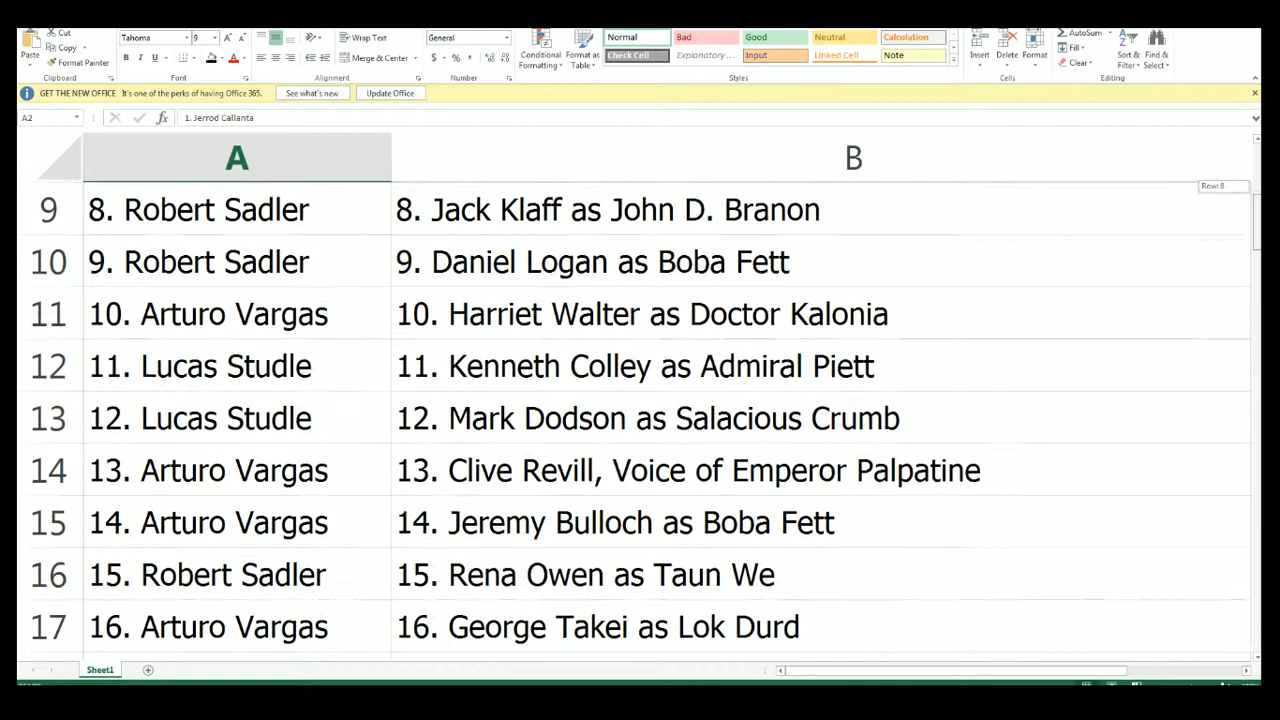 Cut
Copy
Paste
Format Painter
Clipboard
Tahoma
9
Font
Wrap Text
Merge & Center
Alignment
General
Number
Conditional
Formatting
Format as
Table
Normal
Bad
Good
Neutral
Calculation
Check Cell
Explanatory ...
Input
Linked Cell
Note
Styles
Insert
Delete
Format
Cells
AutoSum
Fill
Clear
Sort &
Filter
Find &
Select
Editing
GET THE NEW OFFICE It's one of the perks of having Office 365. See what's new Update Office
A2 fx 1. Jerrod Callanta
A B
Row: 8
9 8. Robert Sadler 8. Jack Klaff as John D. Branon
10 9. Robert Sadler 9. Daniel Logan as Boba Fett
11 10. Arturo Vargas 10. Harriet Walter as Doctor Kalonia
12 11. Lucas Studle 11. Kenneth Colley as Admiral Piett
13 12. Lucas Studle 12. Mark Dodson as Salacious Crumb
14 13. Arturo Vargas 13. Clive Revill, Voice of Emperor Palpatine
15 14. Arturo Vargas 14. Jeremy Bulloch as Boba Fett
16 15. Robert Sadler 15. Rena Owen as Taun We
17 16. Arturo Vargas 16. George Takei as Lok Durd
Sheet1